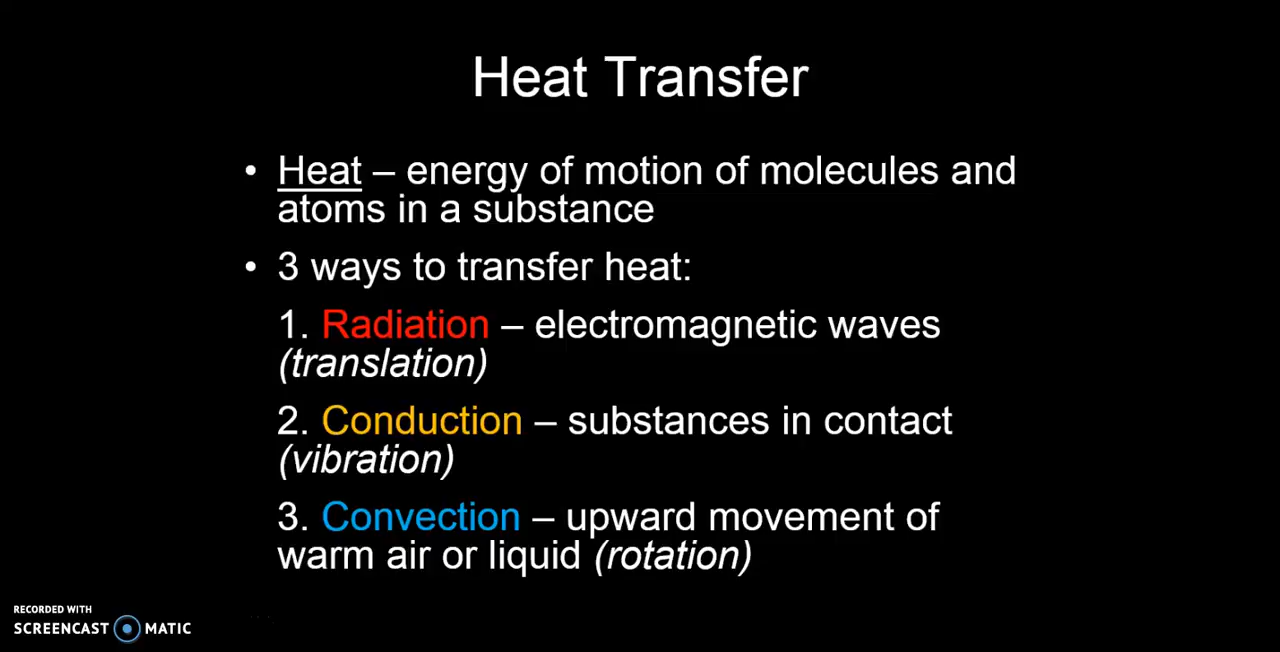 Heat Transfer
• Heat – energy of motion of molecules and
atoms in a substance
• 3 ways to transfer heat:
1. Radiation – electromagnetic waves
(translation)
2. Conduction – substances in contact
(vibration)
3. Convection – upward movement of
warm air or liquid (rotation)
RECORDED WITH
SCREENCAST MATIC